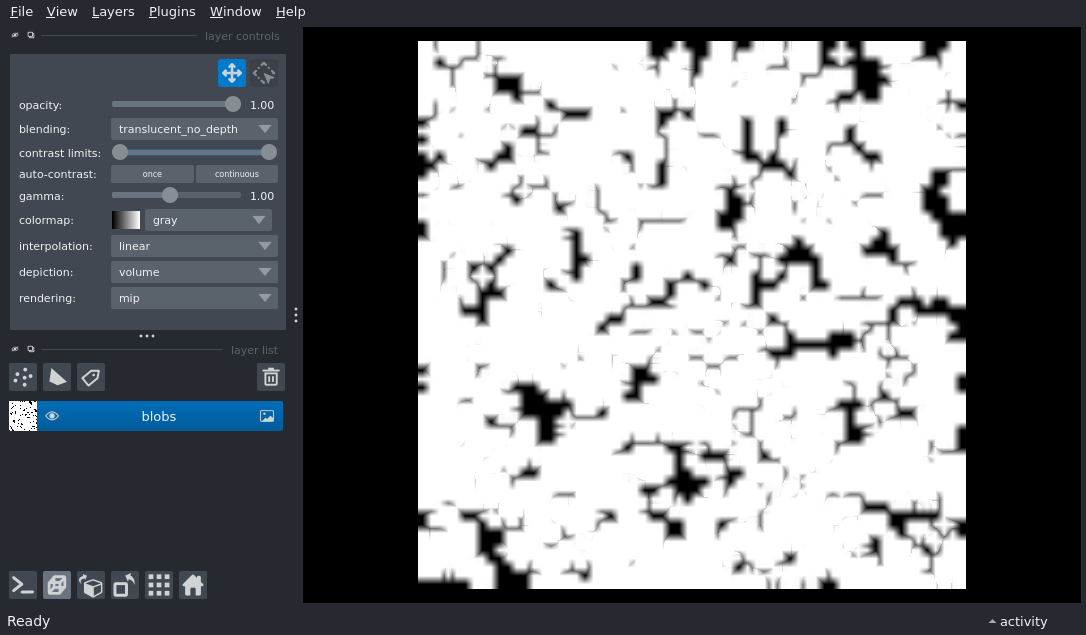 File View Layers Plugins Window Help
layer controls
opacity: 1.00
blending: translucent_no_depth
contrast limits:
auto-contrast: once continuous
gamma: 1.00
colormap: gray
interpolation: linear
depiction: volume
rendering: mip
layer list
blobs
Ready
activity